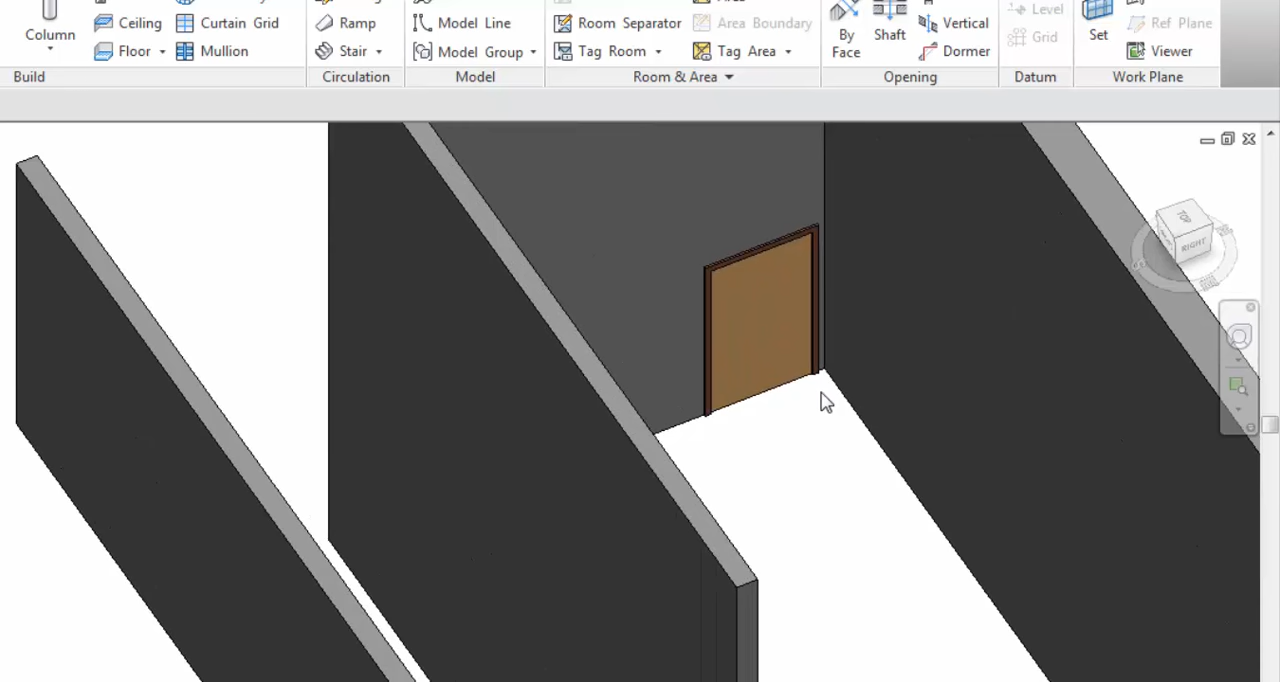 Column
Ceiling
Floor
Curtain Grid
Mullion
Build
Ramp
Stair
Circulation
Model Line
Model Group
Model
Room Separator
Tag Room
Area Boundary
Tag Area
Room & Area
By
Face
Shaft
Vertical
Dormer
Opening
Level
Grid
Datum
Set
Ref Plane
Viewer
Work Plane
TOP
RIGHT